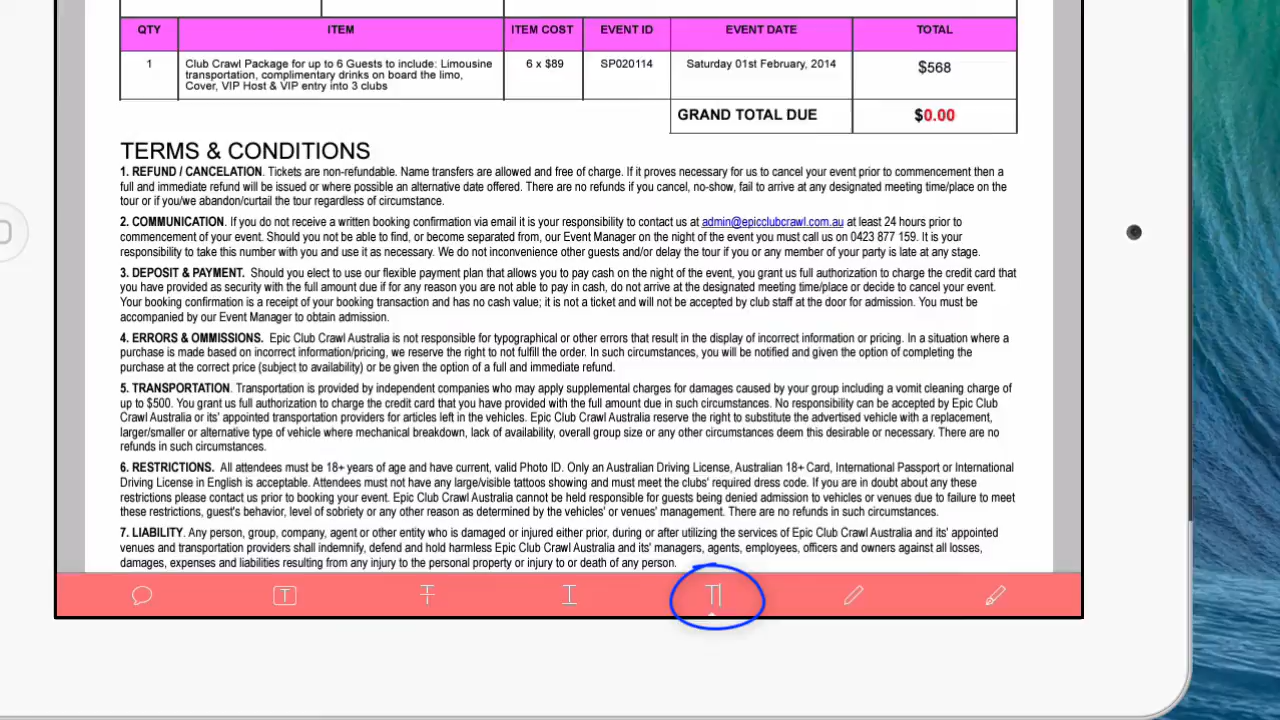 QTY ITEM ITEM COST EVENT ID EVENT DATE TOTAL
1 Club Crawl Package for up to 6 Guests to include: Limousine 6 x $89 SP020114 Saturday 01st February, 2014 $568
transportation, complimentary drinks on board the limo,
Cover, VIP Host & VIP entry into 3 clubs
GRAND TOTAL DUE $0.00
TERMS & CONDITIONS
1. REFUND / CANCELATION. Tickets are non-refundable. Name transfers are allowed and free of charge. If it proves necessary for us to cancel your event prior to commencement then a
full and immediate refund will be issued or where possible an alternative date offered. There are no refunds if you cancel, no-show, fail to arrive at any designated meeting time/place on the
tour or if you/we abandon/curtail the tour regardless of circumstance.
2. COMMUNICATION. If you do not receive a written booking confirmation via email it is your responsibility to contact us at admin@epicclubcrawl.com.au at least 24 hours prior to
commencement of your event. Should you not be able to find, or become separated from, our Event Manager on the night of the event you must call us on 0423 877 159. It is your
responsibility to take this number with you and use it as necessary. We do not inconvenience other guests and/or delay the tour if you or any member of your party is late at any stage.
3. DEPOSIT & PAYMENT. Should you elect to use our flexible payment plan that allows you to pay cash on the night of the event, you grant us full authorization to charge the credit card that
you have provided as security with the full amount due if for any reason you are not able to pay in cash, do not arrive at the designated meeting time/place or decide to cancel your event.
Your booking confirmation is a receipt of your booking transaction and has no cash value; it is not a ticket and will not be accepted by club staff at the door for admission. You must be
accompanied by our Event Manager to obtain admission.
4. ERRORS & OMMISSIONS. Epic Club Crawl Australia is not responsible for typographical or other errors that result in the display of incorrect information or pricing. In a situation where a
purchase is made based on incorrect information/pricing, we reserve the right to not fulfill the order. In such circumstances, you will be notified and given the option of completing the
purchase at the correct price (subject to availability) or be given the option of a full and immediate refund.
5. TRANSPORTATION. Transportation is provided by independent companies who may apply supplemental charges for damages caused by your group including a vomit cleaning charge of
up to $500. You grant us full authorization to charge the credit card that you have provided with the full amount due in such circumstances. No responsibility can be accepted by Epic Club
Crawl Australia or its' appointed transportation providers for articles left in the vehicles. Epic Club Crawl Australia reserve the right to substitute the advertised vehicle with a replacement,
larger/smaller or alternative type of vehicle where mechanical breakdown, lack of availability, overall group size or any other circumstances deem this desirable or necessary. There are no
refunds in such circumstances.
6. RESTRICTIONS. All attendees must be 18+ years of age and have current, valid Photo ID. Only an Australian Driving License, Australian 18+ Card, International Passport or International
Driving License in English is acceptable. Attendees must not have any large/visible tattoos showing and must meet the clubs' required dress code. If you are in doubt about any these
restrictions please contact us prior to booking your event. Epic Club Crawl Australia cannot be held responsible for guests being denied admission to vehicles or venues due to failure to meet
these restrictions, guest's behavior, level of sobriety or any other reason as determined by the vehicles' or venues' management. There are no refunds in such circumstances.
7. LIABILITY. Any person, group, company, agent or other entity who is damaged or injured either prior, during or after utilizing the services of Epic Club Crawl Australia and its' appointed
venues and transportation providers shall indemnify, defend and hold harmless Epic Club Crawl Australia and its' managers, agents, employees, officers and owners against all losses,
damages, expenses and liabilities resulting from any injury to the personal property or injury to or death of any person.